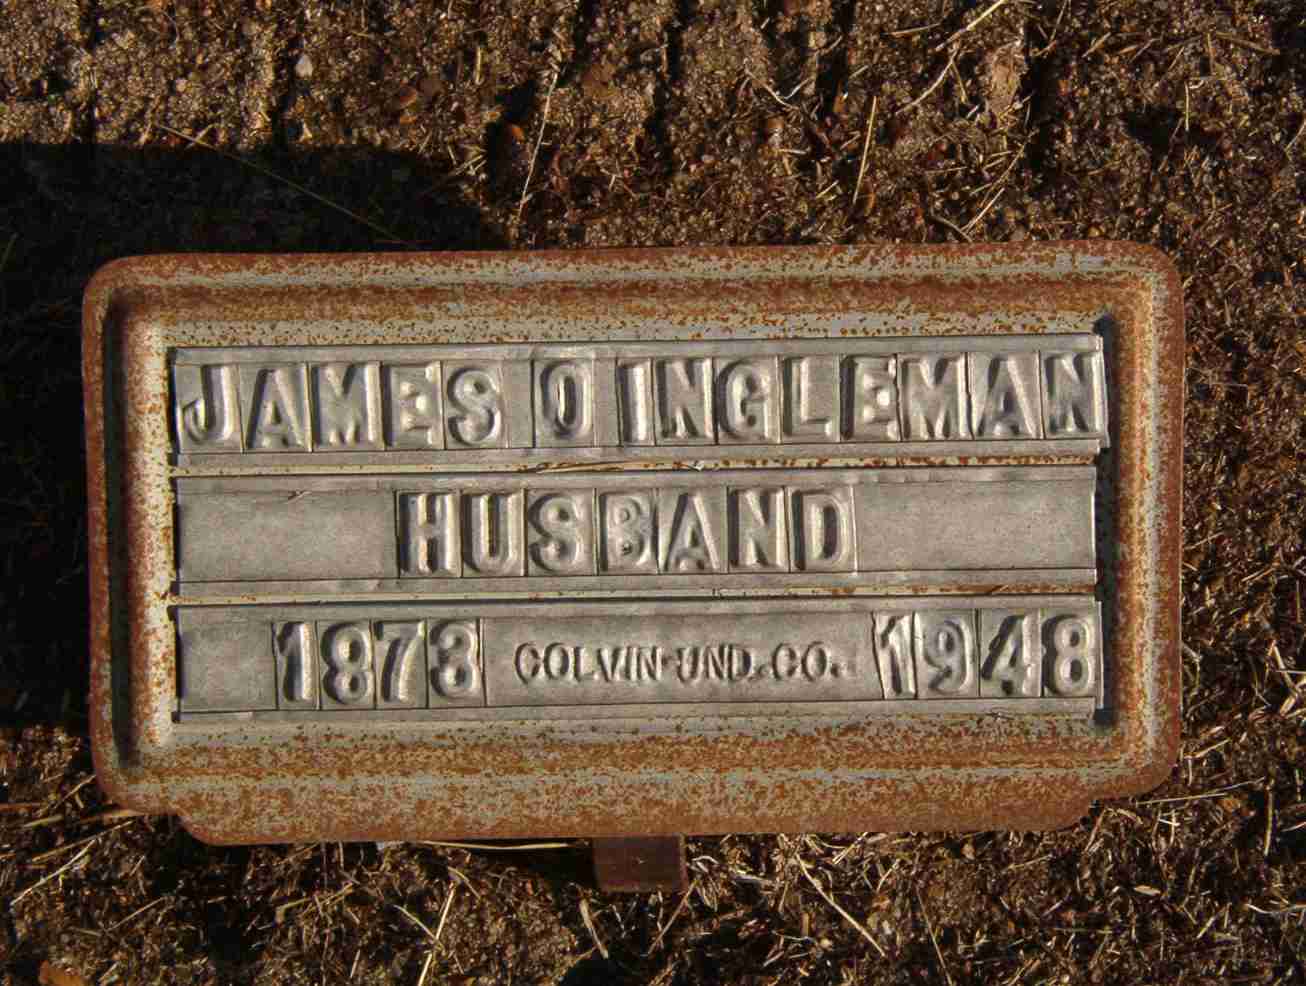 JAMES O INGLEMAN
HUSBAND
1873 COLVIN-UND.CO. 1948